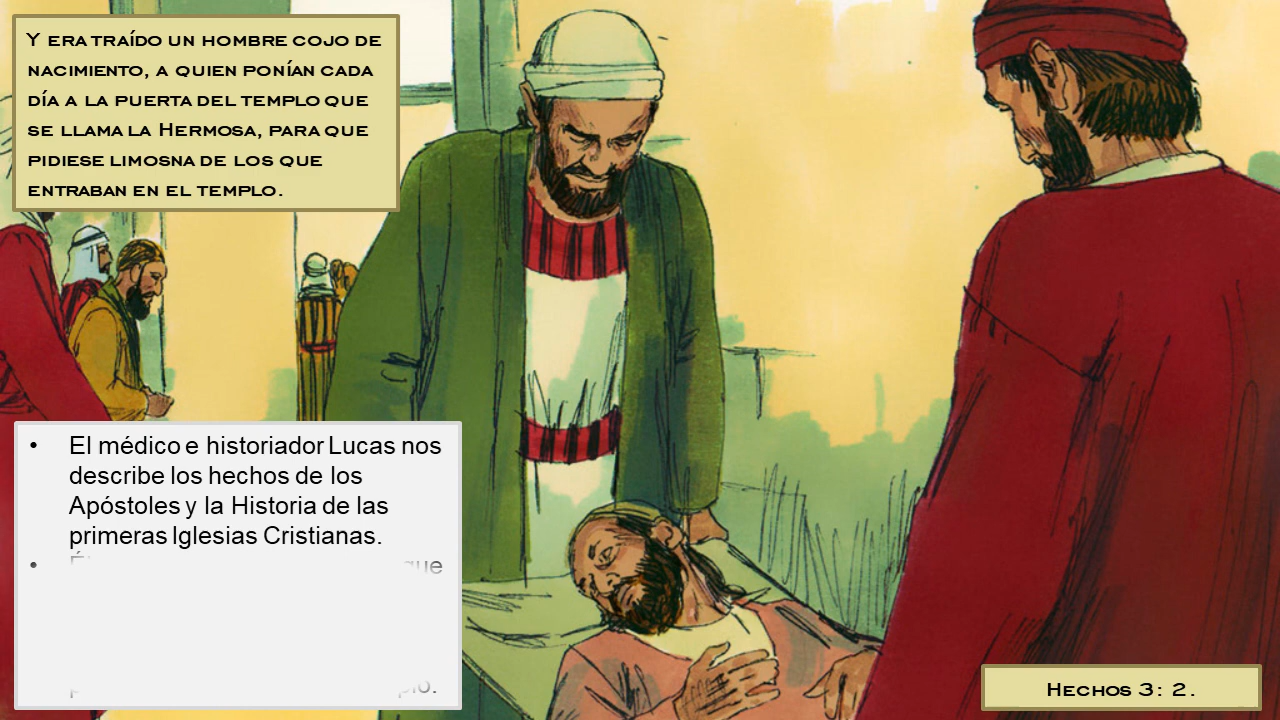 Y era traído un hombre cojo de
nacimiento, a quien ponían cada
día a la puerta del templo que
se llama la Hermosa, para que
pidiese limosna de los que
entraban en el templo.
• El médico e historiador Lucas nos
describe los hechos de los
Apóstoles y la Historia de las
primeras Iglesias Cristianas.
• que
Hechos 3: 2.